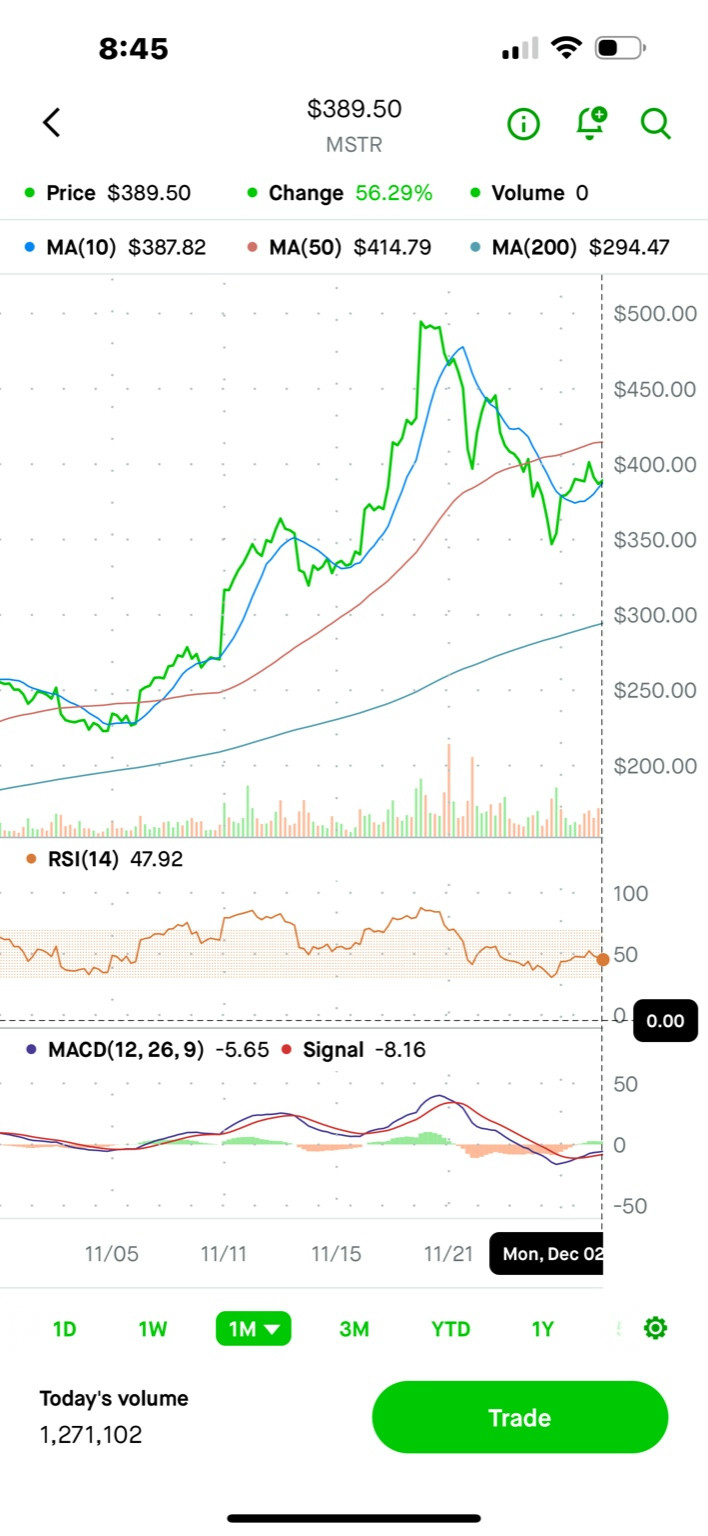 8:45
$389.50
MSTR
Price $389.50 Change 56.29% Volume 0
MA(10) $387.82 MA(50) $414.79 MA(200) $294.47
$500.00
$450.00
$400.00
$350.00
$300.00
$250.00
$200.00
RSI(14) 47.92
100
50
0
0.00
MACD(12, 26, 9) -5.65 Signal -8.16
50
0
-50
11/05 11/11 11/15 11/21 Mon, Dec 02
1D 1W 1M 3M YTD 1Y
Today's volume
1,271,102
Trade